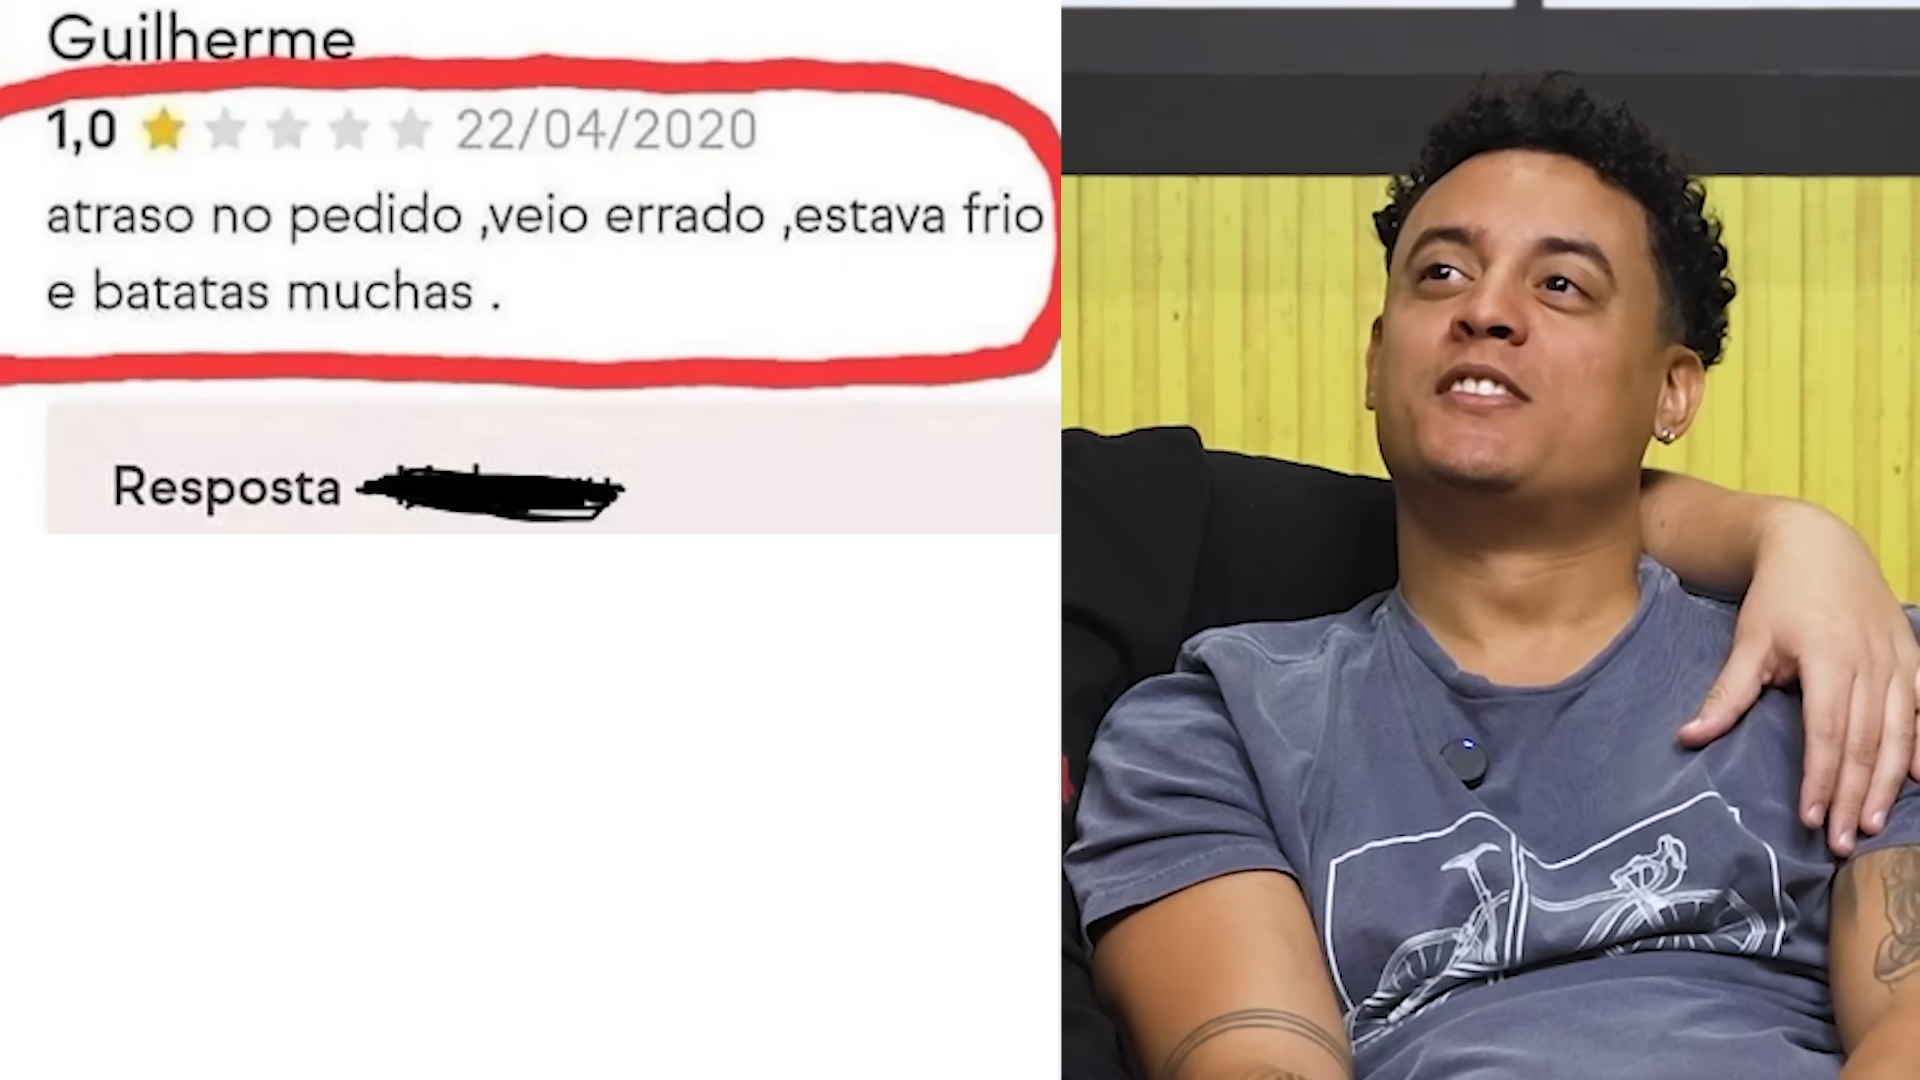 Guilherme
1,0 22/04/2020
atraso no pedido ,veio errado ,estava frio
e batatas muchas .
Resposta